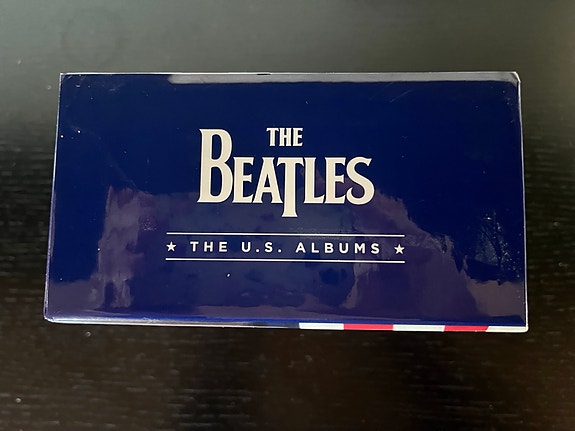 THE
BEATLES
★ THE U.S. ALBUMS ★